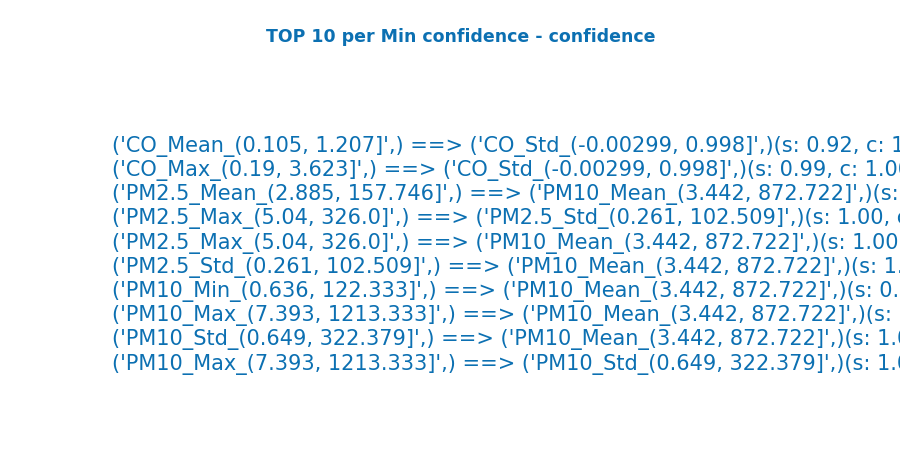 TOP 10 per Min confidence - confidence
('CO_Mean_(0.105, 1.207]',) ==> ('CO_Std_(-0.00299, 0.998]',)(s: 0.92, c: 1
('CO_Max_(0.19, 3.623]',) ==> ('CO_Std_(-0.00299, 0.998]',)(s: 0.99, c: 1.00
('PM2.5_Mean_(2.885, 157.746]',) ==> ('PM10_Mean_(3.442, 872.722]',)(s:
('PM2.5_Max_(5.04, 326.0]',) ==> ('PM2.5_Std_(0.261, 102.509]',)(s: 1.00, c
('PM2.5_Max_(5.04, 326.0]',) ==> ('PM10_Mean_(3.442, 872.722]',)(s: 1.00
('PM2.5_Std_(0.261, 102.509]',) ==> ('PM10_Mean_(3.442, 872.722]',)(s: 1.
('PM10_Min_(0.636, 122.333]',) ==> ('PM10_Mean_(3.442, 872.722]',)(s: 0.
('PM10_Max_(7.393, 1213.333]',) ==> ('PM10_Mean_(3.442, 872.722]',)(s:
('PM10_Std_(0.649, 322.379]',) ==> ('PM10_Mean_(3.442, 872.722]',)(s: 1.0
('PM10_Max_(7.393, 1213.333]',) ==> ('PM10_Std_(0.649, 322.379]',)(s: 1.0